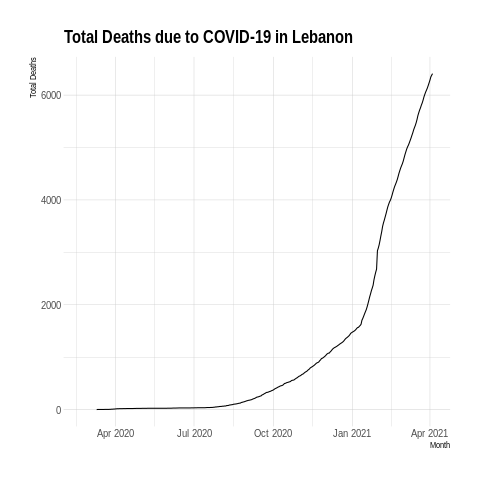 Total Deaths due to COVID-19 in Lebanon
Total Deaths
6000
4000
2000
0
Apr 2020 Jul 2020 Oct 2020 Jan 2021 Apr 2021
Month